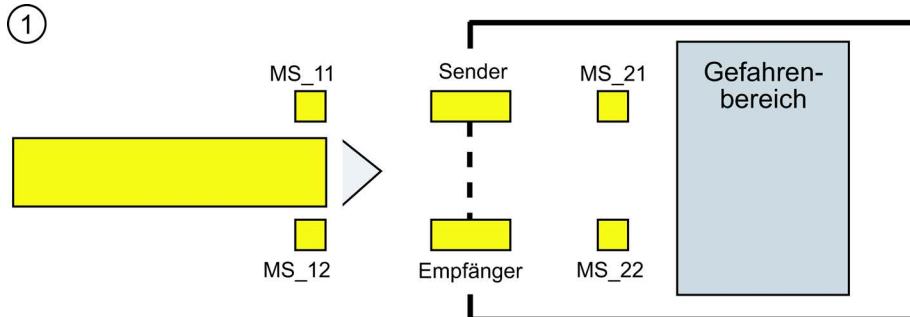 1
MS_11
Sender
MS_21
Gefahren-
bereich
MS_12
Empfänger
MS_22